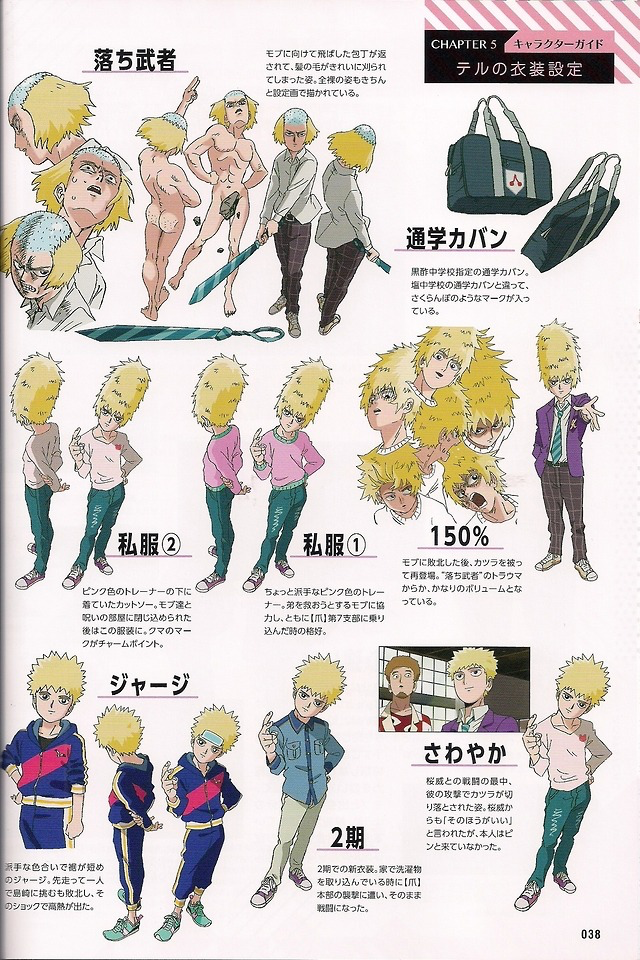 CHAPTER 5 キャラクターガイド
テルの衣装設定
落ち武者
モブに向けて飛ばした包丁が返
されて、髪の毛がきれいに刈られ
てしまった姿。全裸の姿もきちん
と設定画で描かれている。
通学カバン
黒酢中学校指定の通学カバン。
塩中学校の通学カバンと違って、
さくらんぼのようなマークが入っ
ている。
私服②
ピンク色のトレーナーの下に
着ていたカットソー。モブ達と
呪いの部屋に閉じ込められた
後はこの服装に。クマのマー
クがチャームポイント。
私服①
ちょっと派手なピンク色のトレー
ナー。弟を救おうとするモブに協
力し、ともに【爪】第7支部に乗り
込んだ時の格好。
150%
モブに敗北した後、カツラを被っ
て再登場。“落ち武者”のトラウマ
からか、かなりのボリュームとな
っている。
ジャージ
派手な色合いで裾が短め
のジャージ。先走って一人
で島崎に挑むも敗北し、そ
のショックで高熱が出た。
2期
2期での新衣装。家で洗濯物
を取り込んでいる時に【爪】
本部の襲撃に遭い、そのまま
戦闘になった。
さわやか
桜威との戦闘の最中、
彼の攻撃でカツラが切
り落とされた姿。桜威か
らも「そのほうがいい」
と言われたが、本人はピ
ンと来ていなかった。
038